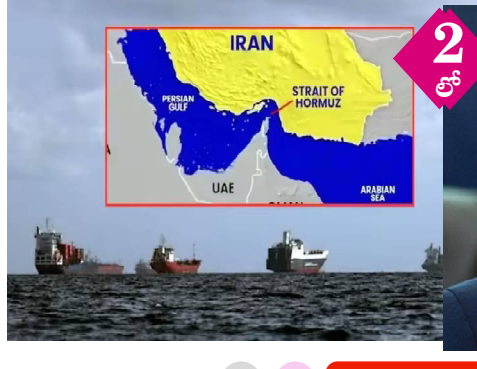 IRAN
STRAIT OF
HORMUZ
PERSIAN
GULF
UAE
ARABIAN
SEA
2
లో